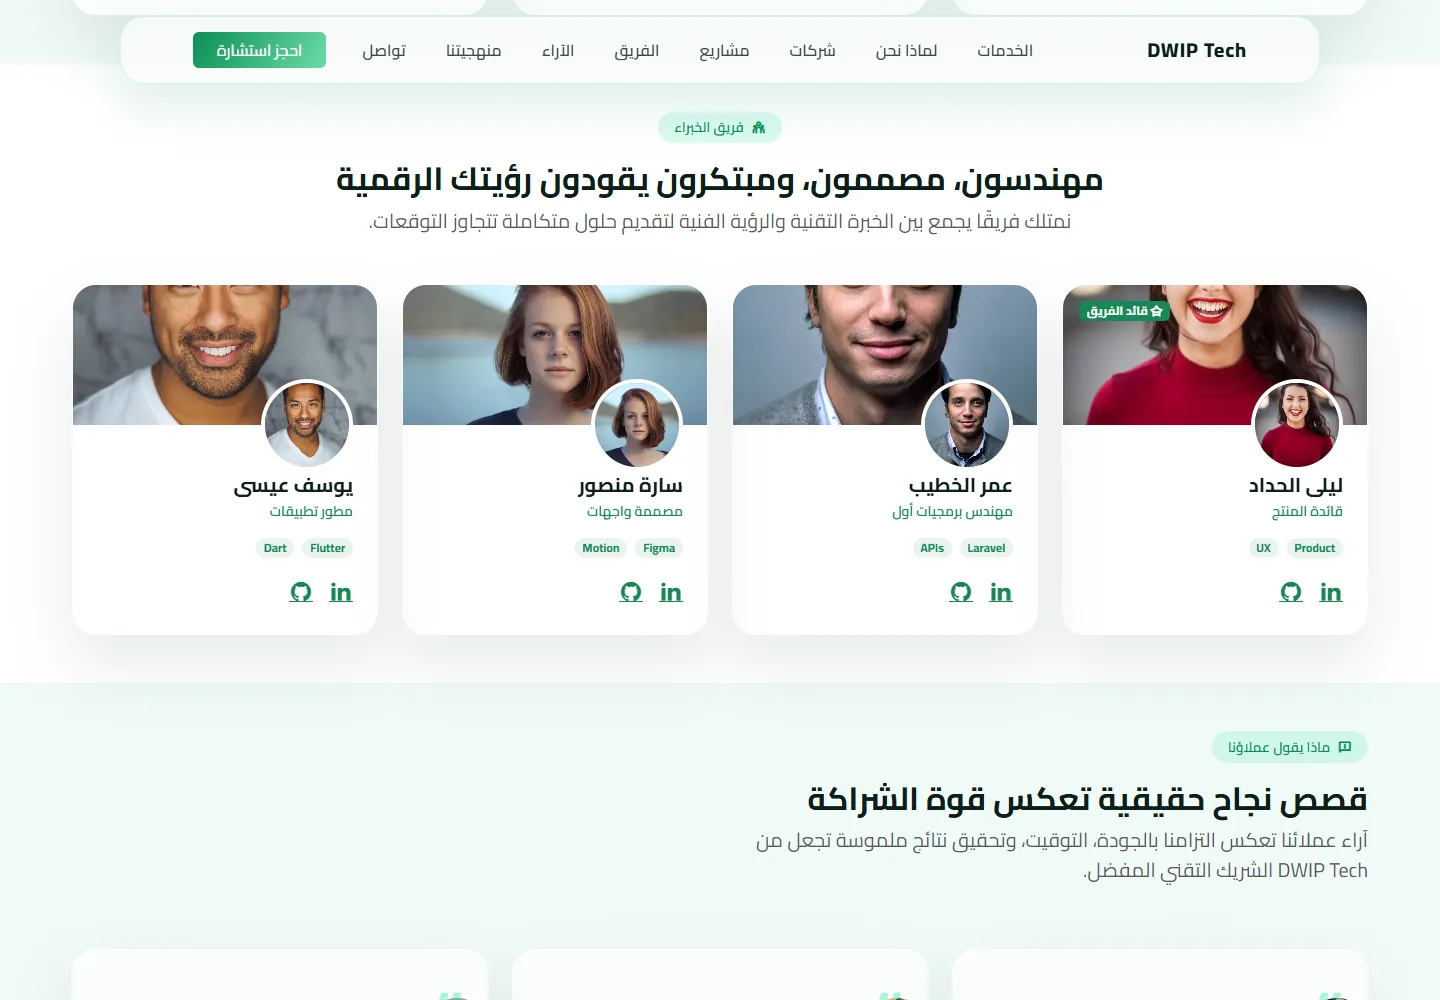 DWIP Tech
الخدمات
لماذا نحن
شركات
مشاريع
الفريق
الآراء
منهجيتنا
تواصل
احجز استشارة
فريق الخبراء
مهندسون، مصممون، ومبتكرون يقودون رؤيتك الرقمية
نمتلك فريقًا يجمع بين الخبرة التقنية والرؤية الفنية لتقديم حلول متكاملة تتجاوز التوقعات.
قائد الفريق
ليلى الحداد
قائدة المنتج
Product
UX
عمر الخطيب
مهندس برمجيات أول
Laravel
APIs
سارة منصور
مصممة واجهات
Figma
Motion
يوسف عيسى
مطور تطبيقات
Flutter
Dart
ماذا يقول عملاؤنا
قصص نجاح حقيقية تعكس قوة الشراكة
آراء عملائنا تعكس التزامنا بالجودة، التوقيت، وتحقيق نتائج ملموسة تجعل من
DWIP Tech الشريك التقني المفضل.